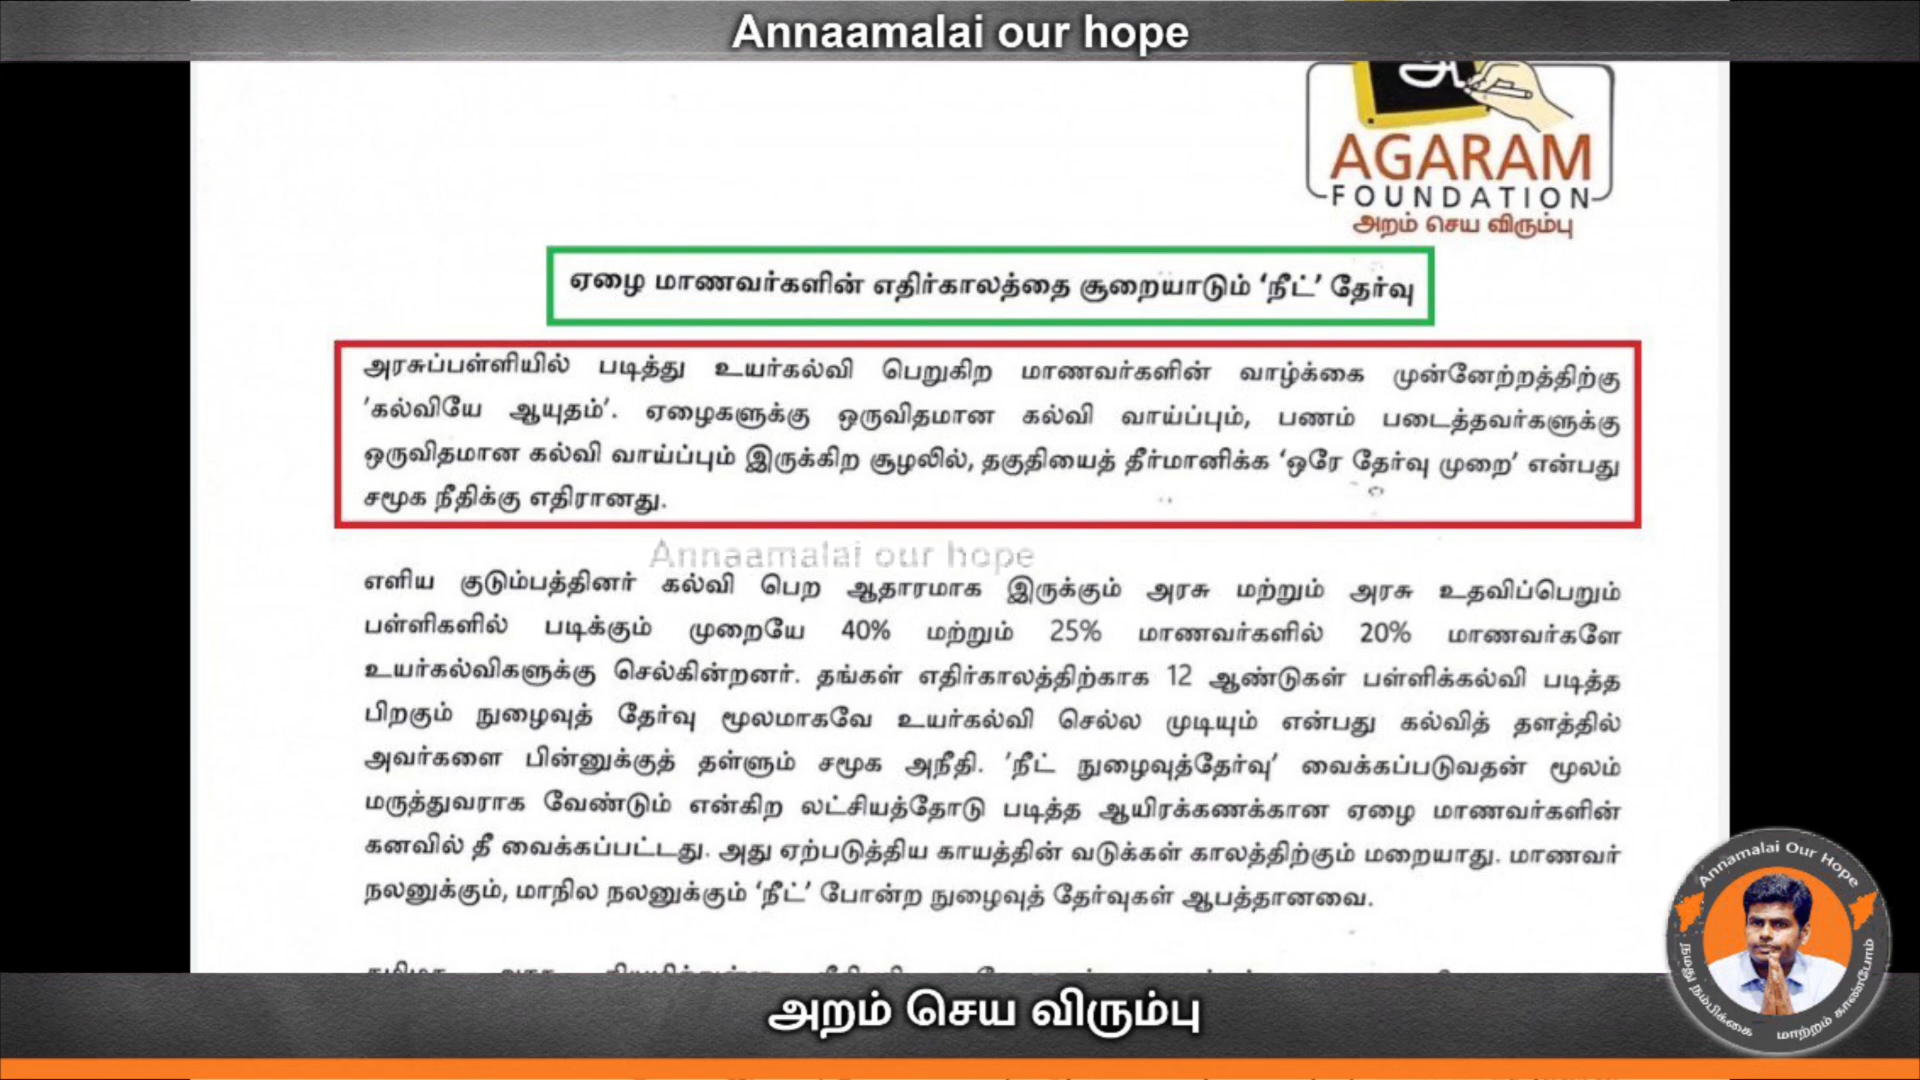 Annaamalai our hope
அ
AGARAM
FOUNDATION
அறம் செய விரும்பு
ஏழை மாணவர்களின் எதிர்காலத்தை சூறையாடும் ‘நீட்’ தேர்வு
அரசுப்பள்ளியில் படித்து உயர்கல்வி பெறுகிற மாணவர்களின் வாழ்க்கை முன்னேற்றத்திற்கு
’கல்வியே ஆயுதம்’. ஏழைகளுக்கு ஒருவிதமான கல்வி வாய்ப்பும், பணம் படைத்தவர்களுக்கு
ஒருவிதமான கல்வி வாய்ப்பும் இருக்கிற சூழலில், தகுதியைத் தீர்மானிக்க ‘ஒரே தேர்வு முறை’ என்பது
சமூக நீதிக்கு எதிரானது.
Annaamalai our hope
எளிய குடும்பத்தினர் கல்வி பெற ஆதாரமாக இருக்கும் அரசு மற்றும் அரசு உதவிப்பெறும்
பள்ளிகளில் படிக்கும் முறையே 40% மற்றும் 25% மாணவர்களில் 20% மாணவர்களே
உயர்கல்விகளுக்கு செல்கின்றனர். தங்கள் எதிர்காலத்திற்காக 12 ஆண்டுகள் பள்ளிக்கல்வி படித்த
பிறகும் நுழைவுத் தேர்வு மூலமாகவே உயர்கல்வி செல்ல முடியும் என்பது கல்வித் தளத்தில்
அவர்களை பின்னுக்குத் தள்ளும் சமூக அநீதி. ’நீட் நுழைவுத்தேர்வு’ வைக்கப்படுவதன் மூலம்
மருத்துவராக வேண்டும் என்கிற லட்சியத்தோடு படித்த ஆயிரக்கணக்கான ஏழை மாணவர்களின்
கனவில் தீ வைக்கப்பட்டது. அது ஏற்படுத்திய காயத்தின் வடுக்கள் காலத்திற்கும் மறையாது. மாணவர்
நலனுக்கும், மாநில நலனுக்கும் ‘நீட்’ போன்ற நுழைவுத் தேர்வுகள் ஆபத்தானவை.
Annamalai Our Hope
நமது நம்பிக்கை
மாற்றம் காண்போம்
அறம் செய விரும்பு